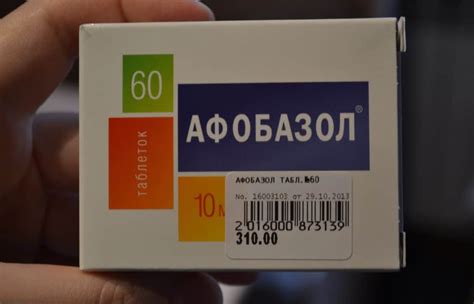 60
таблеток
АФОБАЗОЛ®
10 м
АФОБАЗОЛ ТАБЛ.№60
No. 16003103 от 29.10.2013
2 016000 873139
310.00